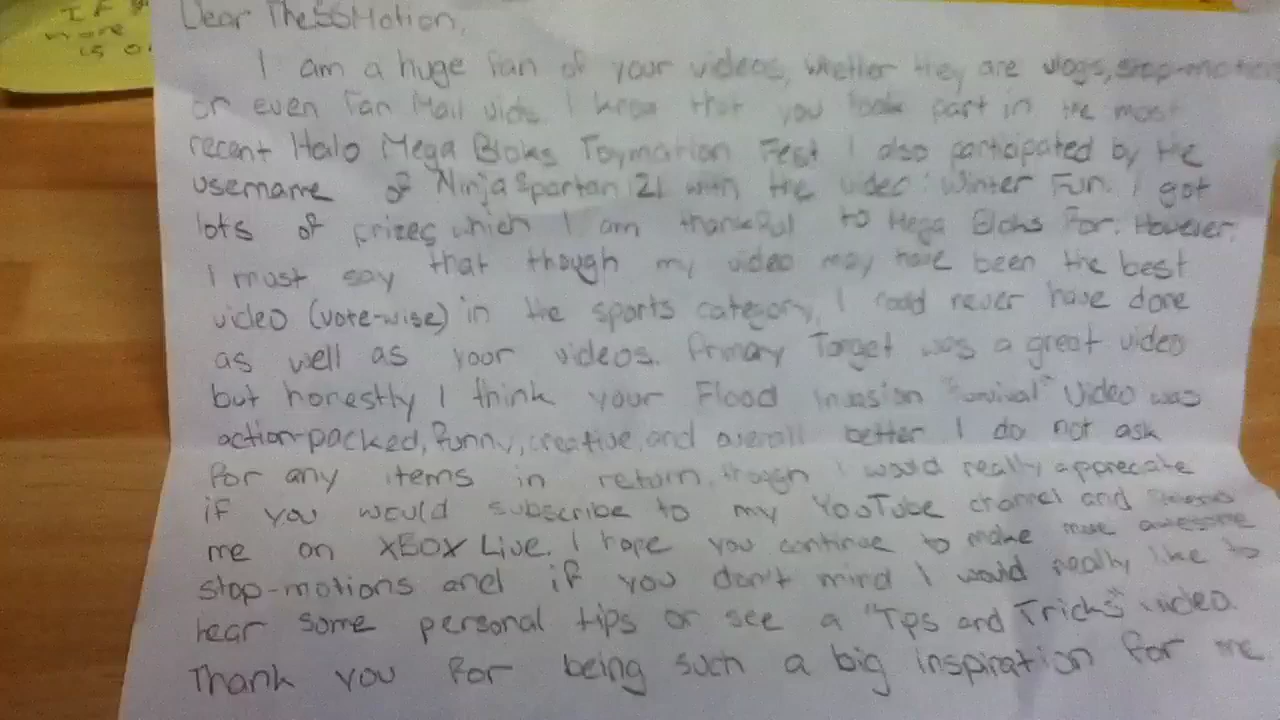 IF
more
is o
Dear TheSSMotion,
I am a huge fan of your videos, whether they are vlogs, stop-motions
or even Fan Mail vids. I know that you took part in the most
recent Halo Mega Bloks Toymation Fest I also participated by the
username of NinjaSpartan121 with the video: Winter Fun. I got
lots of prizes which I am thankful to Mega Bloks for. However,
I must say that though my video may have been the best
video (vote-wise) in the sports category, I could never have done
as well as your videos. Primary Target was a great video
but honestly I think your Flood Invasion "survival" Video was
action-packed, funny, creative, and overall better I do not ask
for any items in return, though I would really apprecate
if you would subscribe to my YouTube channel and
me on XBOX Live. I hope you continue to make more awesome
stop-motions and if you don't mind I would really like to
hear some personal tips or see a "Tps and Tricks" video.
Thank you for being such a big inspiration for me